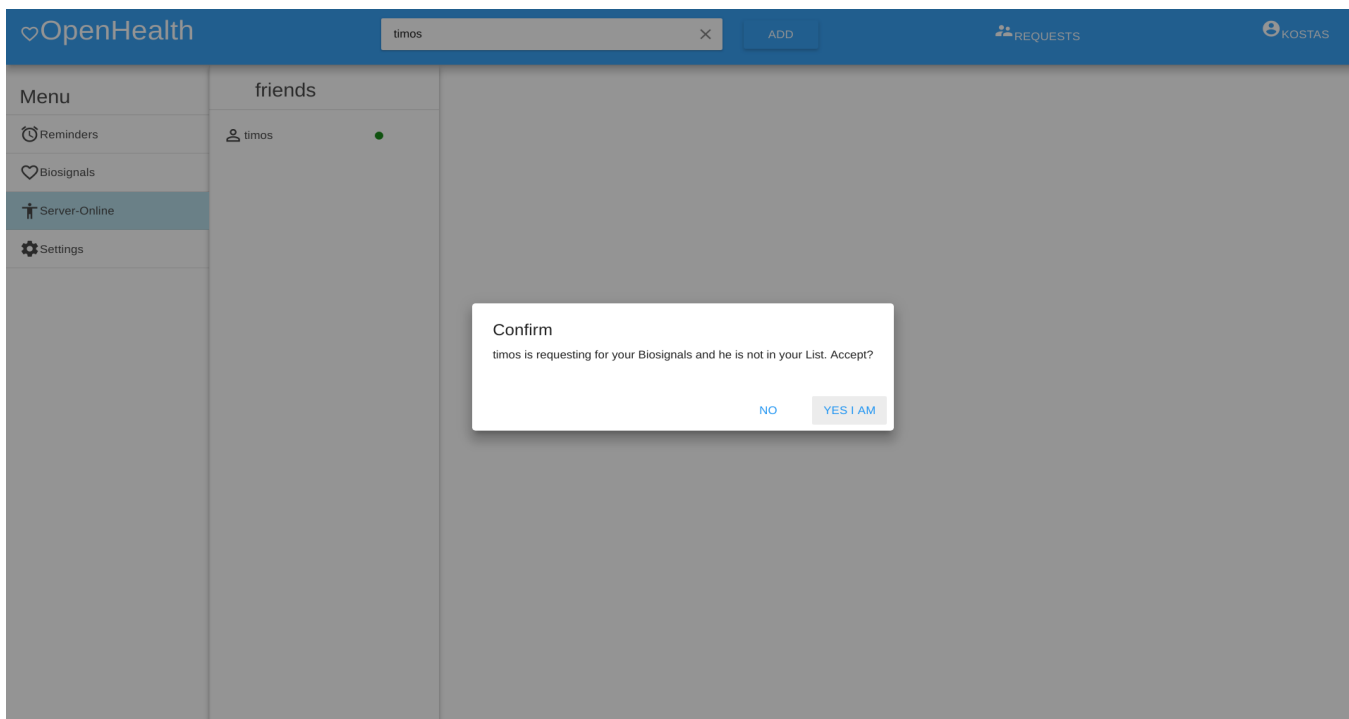 OpenHealth
timos
ADD
REQUESTS
KOSTAS
Menu
Reminders
Biosignals
Server-Online
Settings
friends
timos
Confirm
timos is requesting for your Biosignals and he is not in your List. Accept?
NO
YES I AM